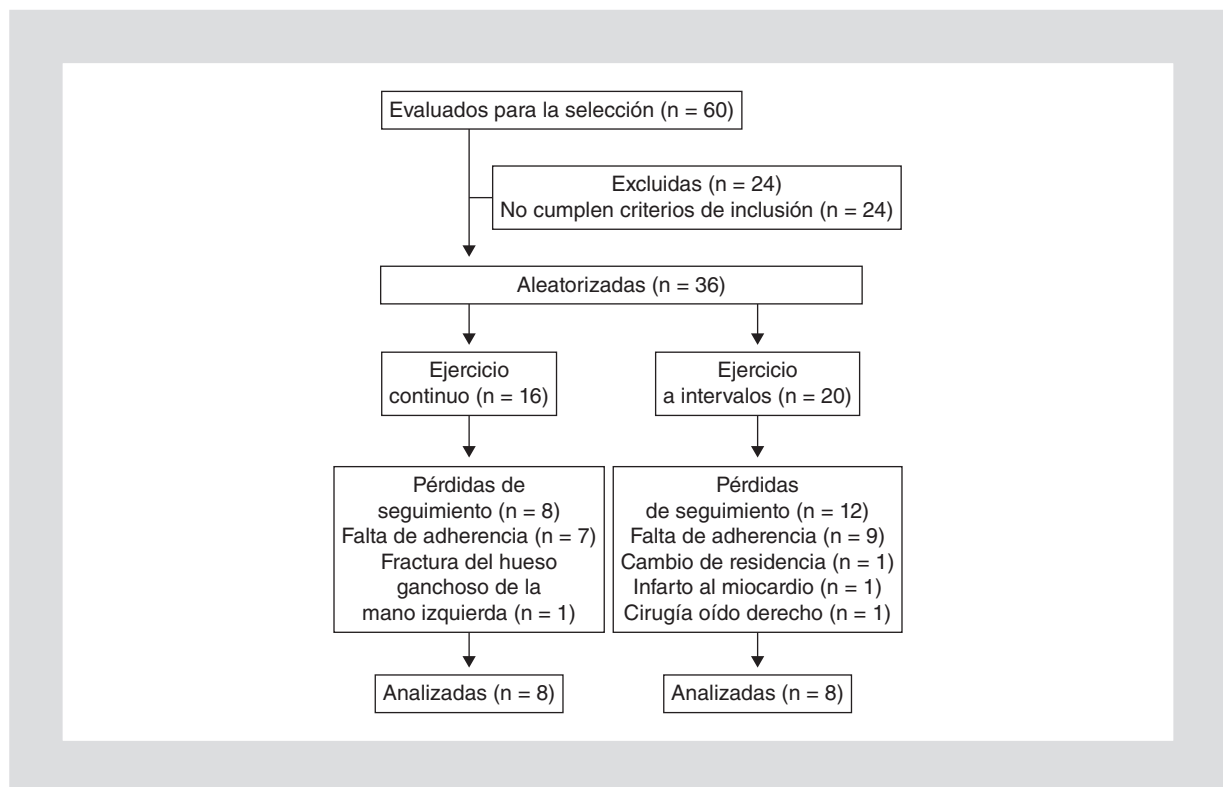 Evaluados para la selección (n = 60)
Excluidas (n = 24)
No cumplen criterios de inclusión (n = 24)
Aleatorizadas (n = 36)
Ejercicio
continuo (n = 16)
Ejercicio
a intervalos (n = 20)
Pérdidas de
seguimiento (n = 8)
Falta de adherencia (n = 7)
Fractura del hueso
ganchoso de la
mano izquierda (n = 1)
Pérdidas
de seguimiento (n = 12)
Falta de adherencia (n = 9)
Cambio de residencia (n = 1)
Infarto al miocardio (n = 1)
Cirugía oído derecho (n = 1)
Analizadas (n = 8)
Analizadas (n = 8)